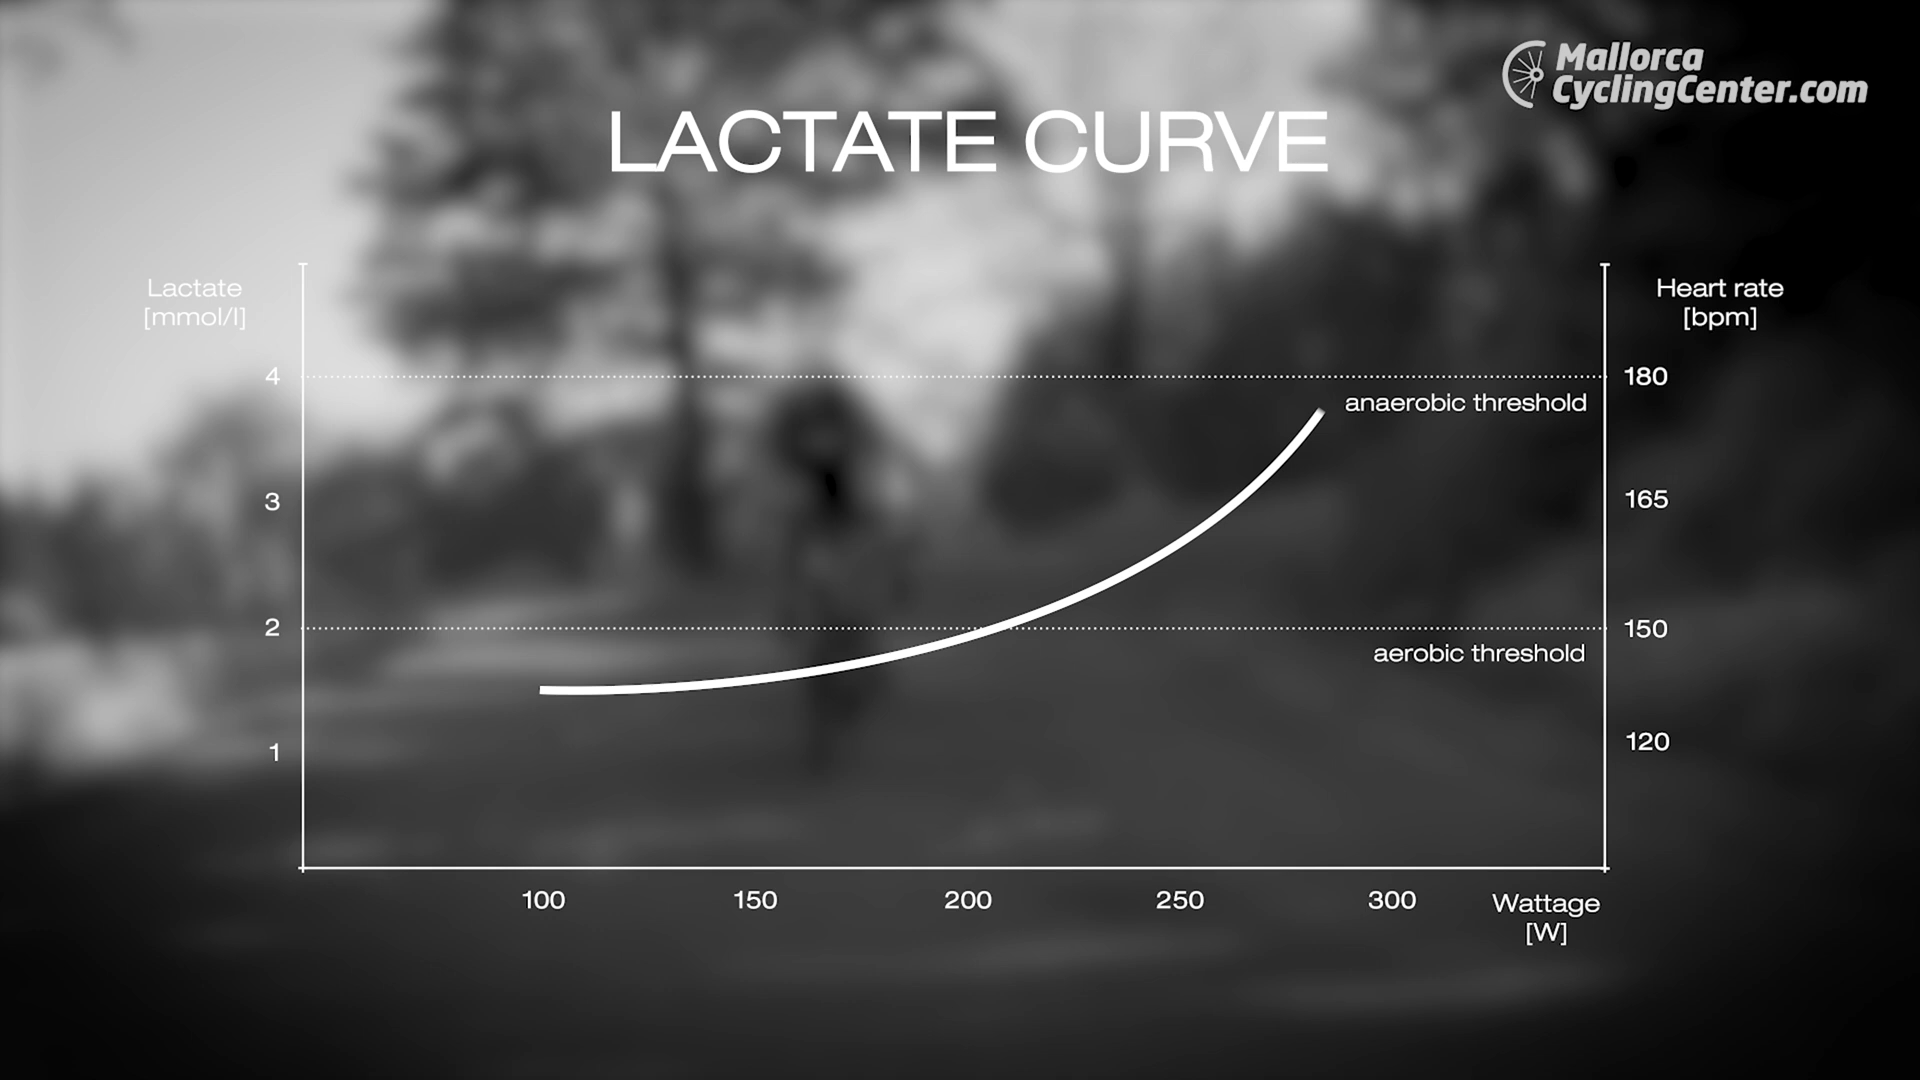 Mallorca
CyclingCenter.com
LACTATE CURVE
Lactate
[mmol/l]
Heart rate
[bpm]
4
180
anaerobic threshold
3
165
2
150
aerobic threshold
1
120
100
150
200
250
300
Wattage
[W]